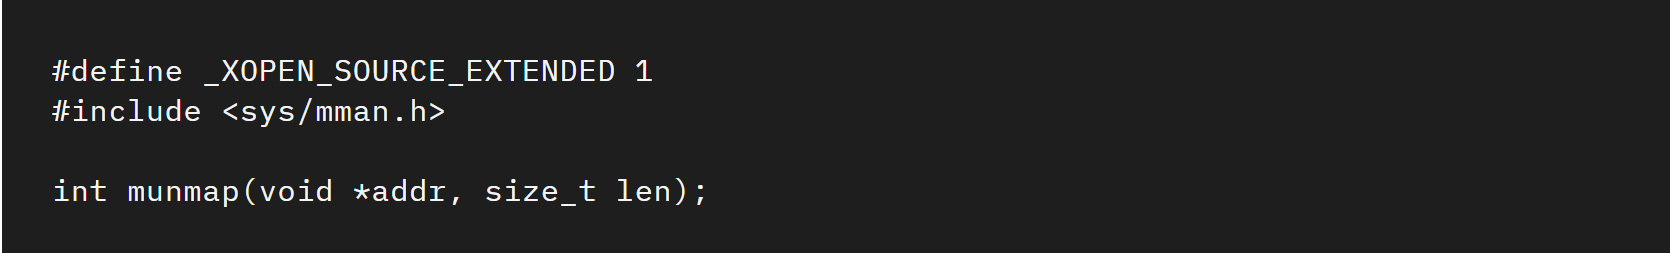 #define _XOPEN_SOURCE_EXTENDED 1
#include <sys/mman.h>
int munmap(void *addr, size_t len);